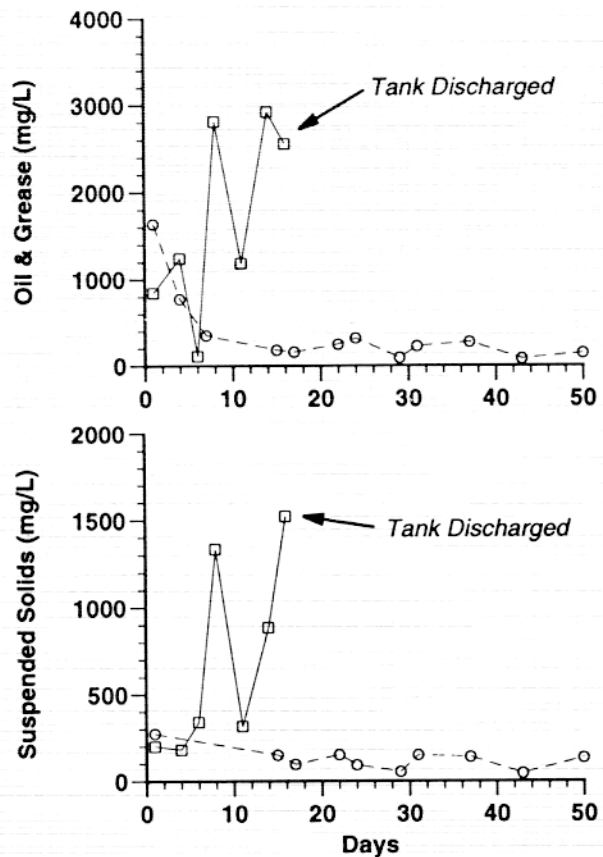 4000
3000
2000
1000
0
Oil & Grease (mg/L)
Tank Discharged
0 10 20 30 40 50
2000
1500
1000
500
0
Suspended Solids (mg/L)
Tank Discharged
0 10 20 30 40 50
Days